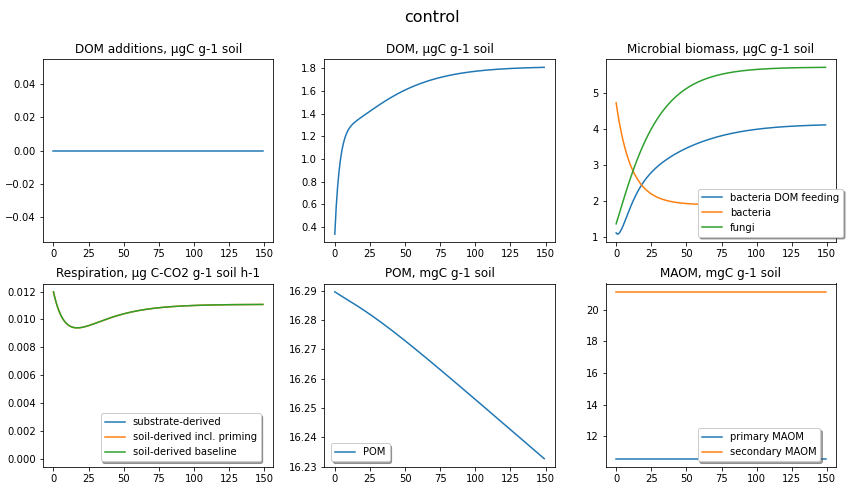 control
DOM additions, µgC g-1 soil
0.04
0.02
0.00
−0.02
−0.04
0 25 50 75 100 125 150
DOM, µgC g-1 soil
1.8
1.6
1.4
1.2
1.0
0.8
0.6
0.4
0 25 50 75 100 125 150
Microbial biomass, µgC g-1 soil
5
4
3
2
1
bacteria DOM feeding
bacteria
fungi
0 25 50 75 100 125 150
Respiration, µg C-CO2 g-1 soil h-1
0.012
0.010
0.008
0.006
0.004
0.002
0.000
substrate-derived
soil-derived incl. priming
soil-derived baseline
0 25 50 75 100 125 150
POM, mgC g-1 soil
16.29
16.28
16.27
16.26
16.25
16.24
16.23
POM
0 25 50 75 100 125 150
MAOM, mgC g-1 soil
20
18
16
14
12
primary MAOM
secondary MAOM
0 25 50 75 100 125 150